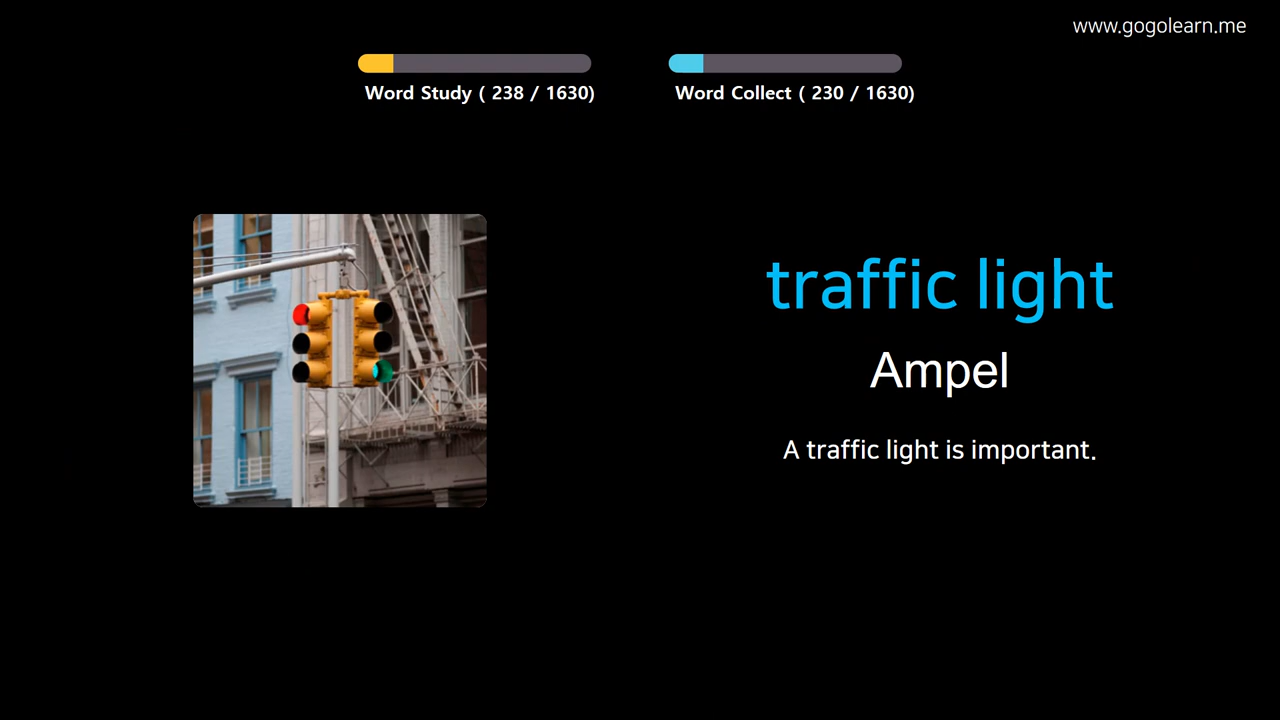 www.gogolearn.me
Word Study ( 238 / 1630)
Word Collect ( 230 / 1630)
traffic light
Ampel
A traffic light is important.